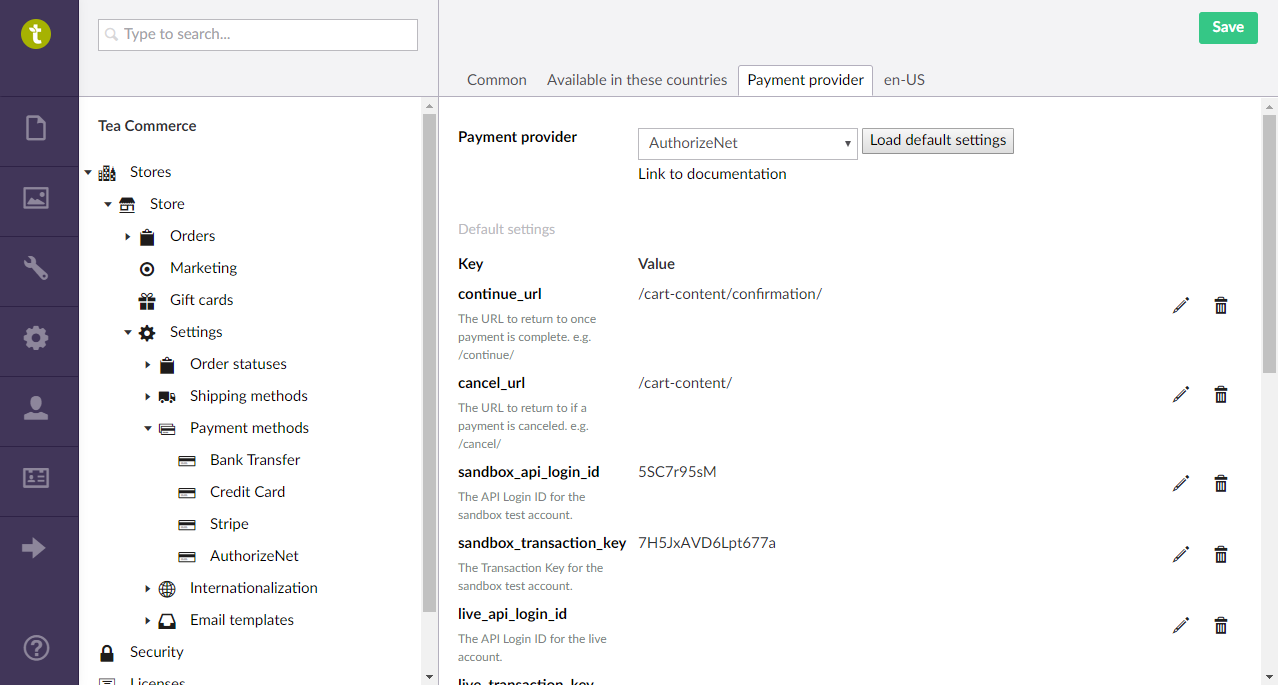 t
Type to search...
Save
Common
Available in these countries
Payment provider
en-US
Tea Commerce
Stores
Store
Orders
Marketing
Gift cards
Settings
Order statuses
Shipping methods
Payment methods
Bank Transfer
Credit Card
Stripe
AuthorizeNet
Internationalization
Email templates
Security
Licenses
Payment provider
AuthorizeNet
Load default settings
Link to documentation
Default settings
Key Value
continue_url /cart-content/confirmation/
The URL to return to once
payment is complete. e.g.
/continue/
cancel_url /cart-content/
The URL to return to if a
payment is canceled. e.g.
/cancel/
sandbox_api_login_id 5SC7r95sM
The API Login ID for the
sandbox test account.
sandbox_transaction_key 7H5JxAVD6Lpt677a
The Transaction Key for the
sandbox test account.
live_api_login_id
The API Login ID for the live
account.
live_transaction_key